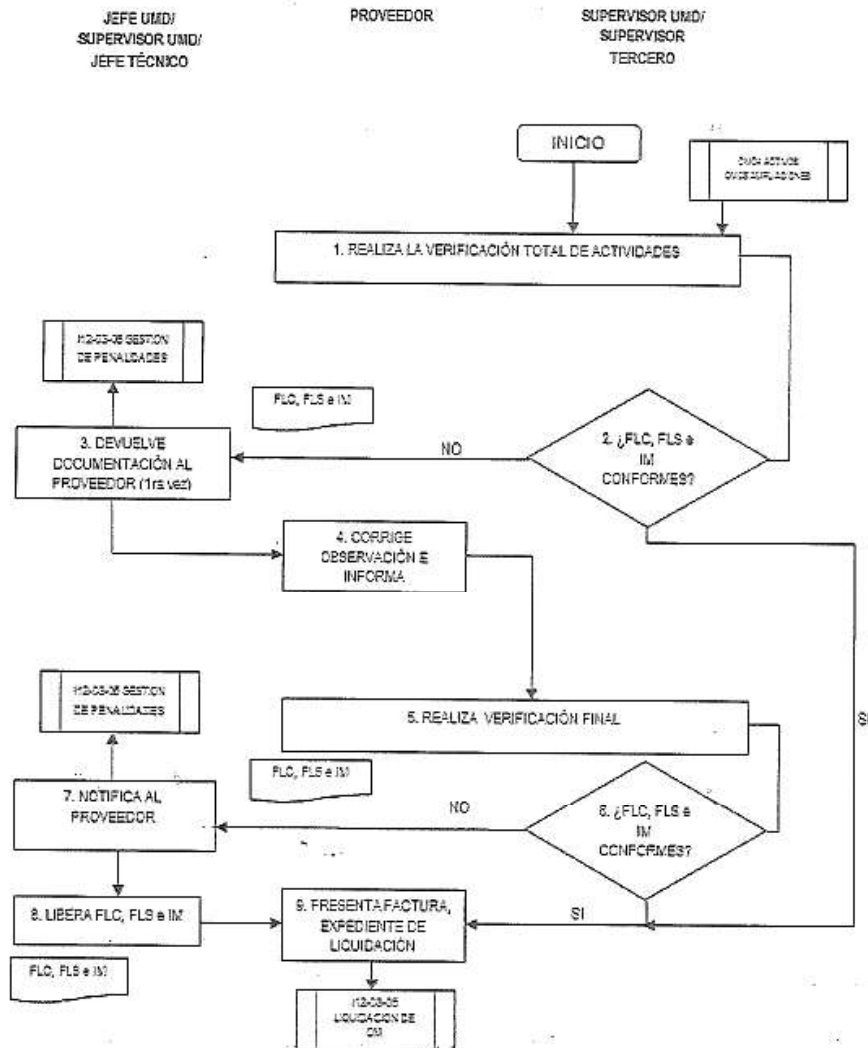 JEFE UMD/
SUPERVISOR UMD/
JEFE TÉCNICO
PROVEEDOR
SUPERVISOR UMD/
SUPERVISOR
TERCERO
INICIO
1. REALIZA LA VERIFICACIÓN TOTAL DE ACTIVIDADES
GESTION
DE PENALIDADES
FLC, FLS e IM
3. DEVUELVE
DOCUMENTACIÓN AL
PROVEEDOR (1ra vez)
NO
2. ¿FLC, FLS e
IM
CONFORMES?
4. CORRIGE
OBSERVACIÓN E
INFORMA
GESTION
DE PENALIDADES
5. REALIZA VERIFICACIÓN FINAL
S
FLC, FLS e IM
7. NOTIFICA AL
PROVEEDOR
NO
6. ¿FLC, FLS e
IM
CONFORMES?
8. LIBERA FLC, FLS e IM
9. PRESENTA FACTURA,
EXPEDIENTE DE
LIQUIDACIÓN
SI
FLC, FLS e IM
LIQUIDACION DE
OM